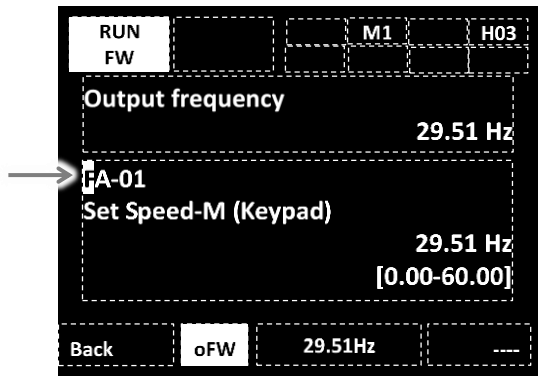 RUN
FW
M1
H03
Output frequency
29.51 Hz
FA-01
Set Speed-M (Keypad)
29.51 Hz
[0.00-60.00]
Back
oFW
29.51Hz
----